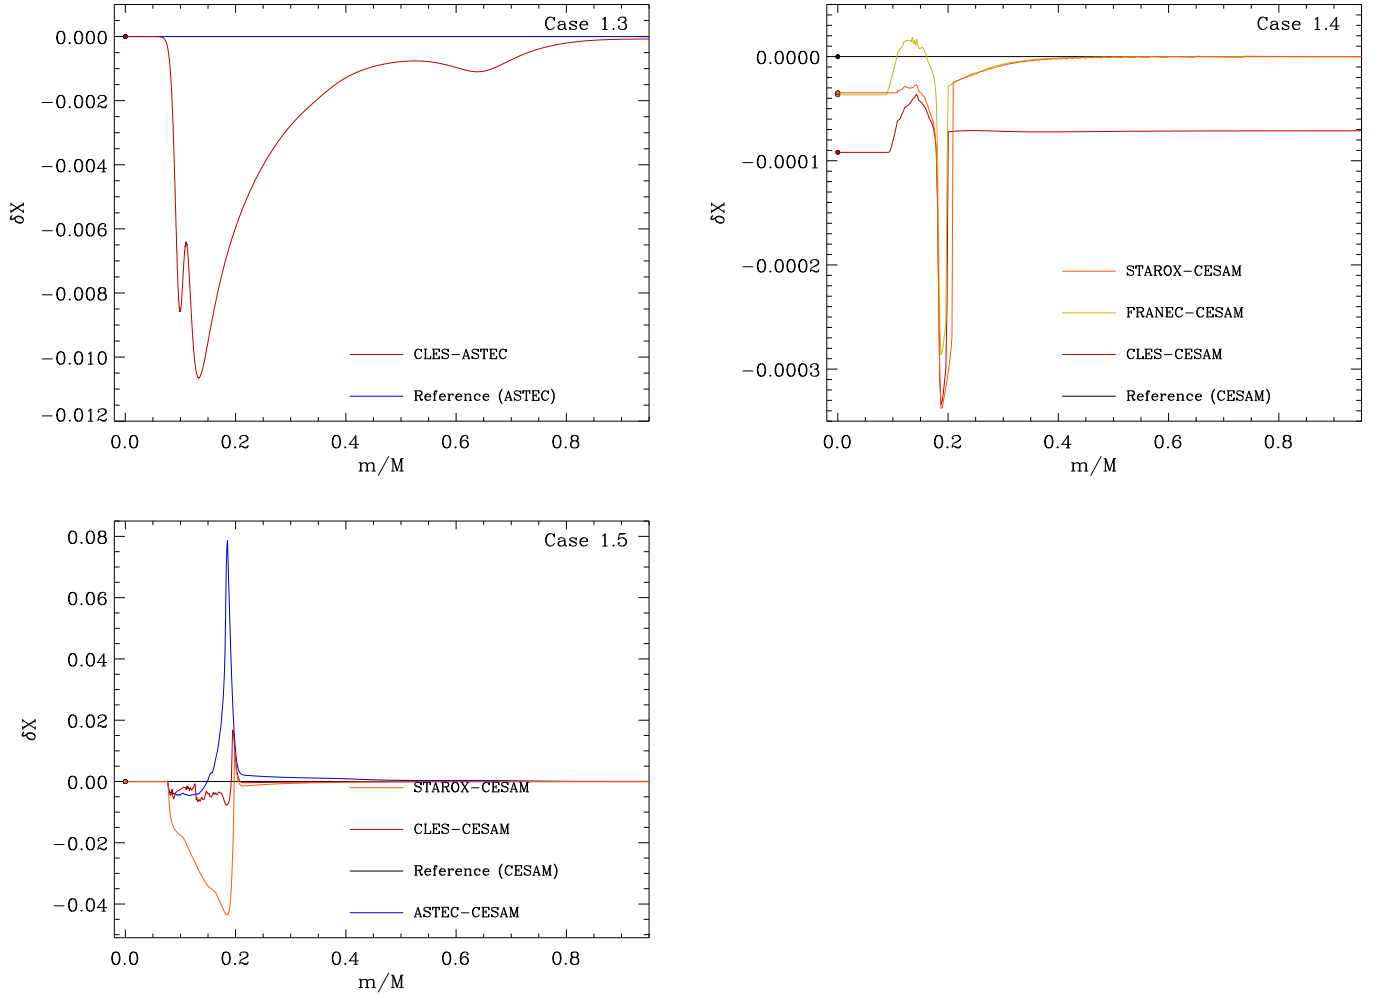 Case 1.3
0.000
−0.002
−0.004
−0.006
−0.008
−0.010
−0.012
δX
CLES−ASTEC
Reference (ASTEC)
0.0 0.2 0.4 0.6 0.8
m/M
Case 1.4
0.0000
−0.0001
−0.0002
−0.0003
δX
STAROX−CESAM
FRANEC−CESAM
CLES−CESAM
Reference (CESAM)
0.0 0.2 0.4 0.6 0.8
m/M
Case 1.5
0.08
0.06
0.04
0.02
0.00
−0.02
−0.04
δX
STAROX−CESAM
CLES−CESAM
Reference (CESAM)
ASTEC−CESAM
0.0 0.2 0.4 0.6 0.8
m/M